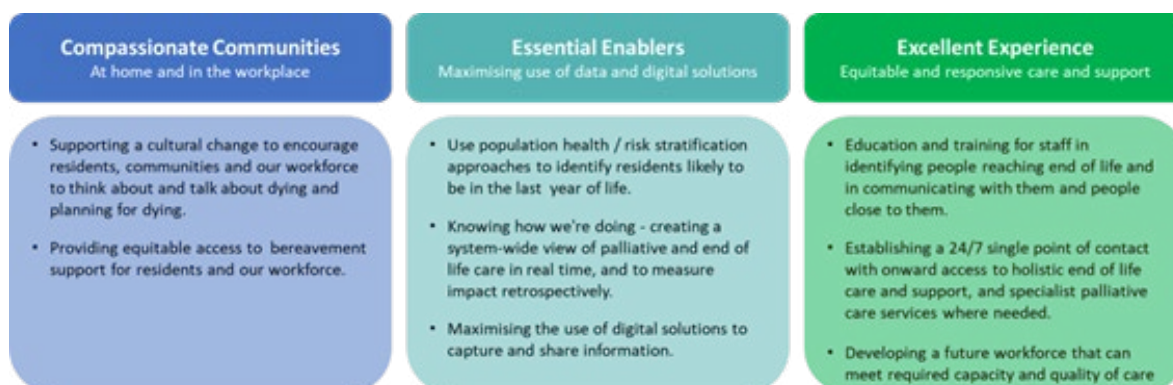 Compassionate Communities
At home and in the workplace
• Supporting a cultural change to encourage
residents, communities and our workforce
to think about and talk about dying and
planning for dying.
• Providing equitable access to bereavement
support for residents and our workforce.
Essential Enablers
Maximising use of data and digital solutions
• Use population health / risk stratification
approaches to identify residents likely to
be in the last year of life.
• Knowing how we're doing - creating a
system-wide view of palliative and end of
life care in real time, and to measure
impact retrospectively.
• Maximising the use of digital solutions to
capture and share information.
Excellent Experience
Equitable and responsive care and support
• Education and training for staff in
identifying people reaching end of life and
in communicating with them and people
close to them.
• Establishing a 24/7 single point of contact
with onward access to holistic end of life
care and support, and specialist palliative
care services where needed.
• Developing a future workforce that can
meet required capacity and quality of care